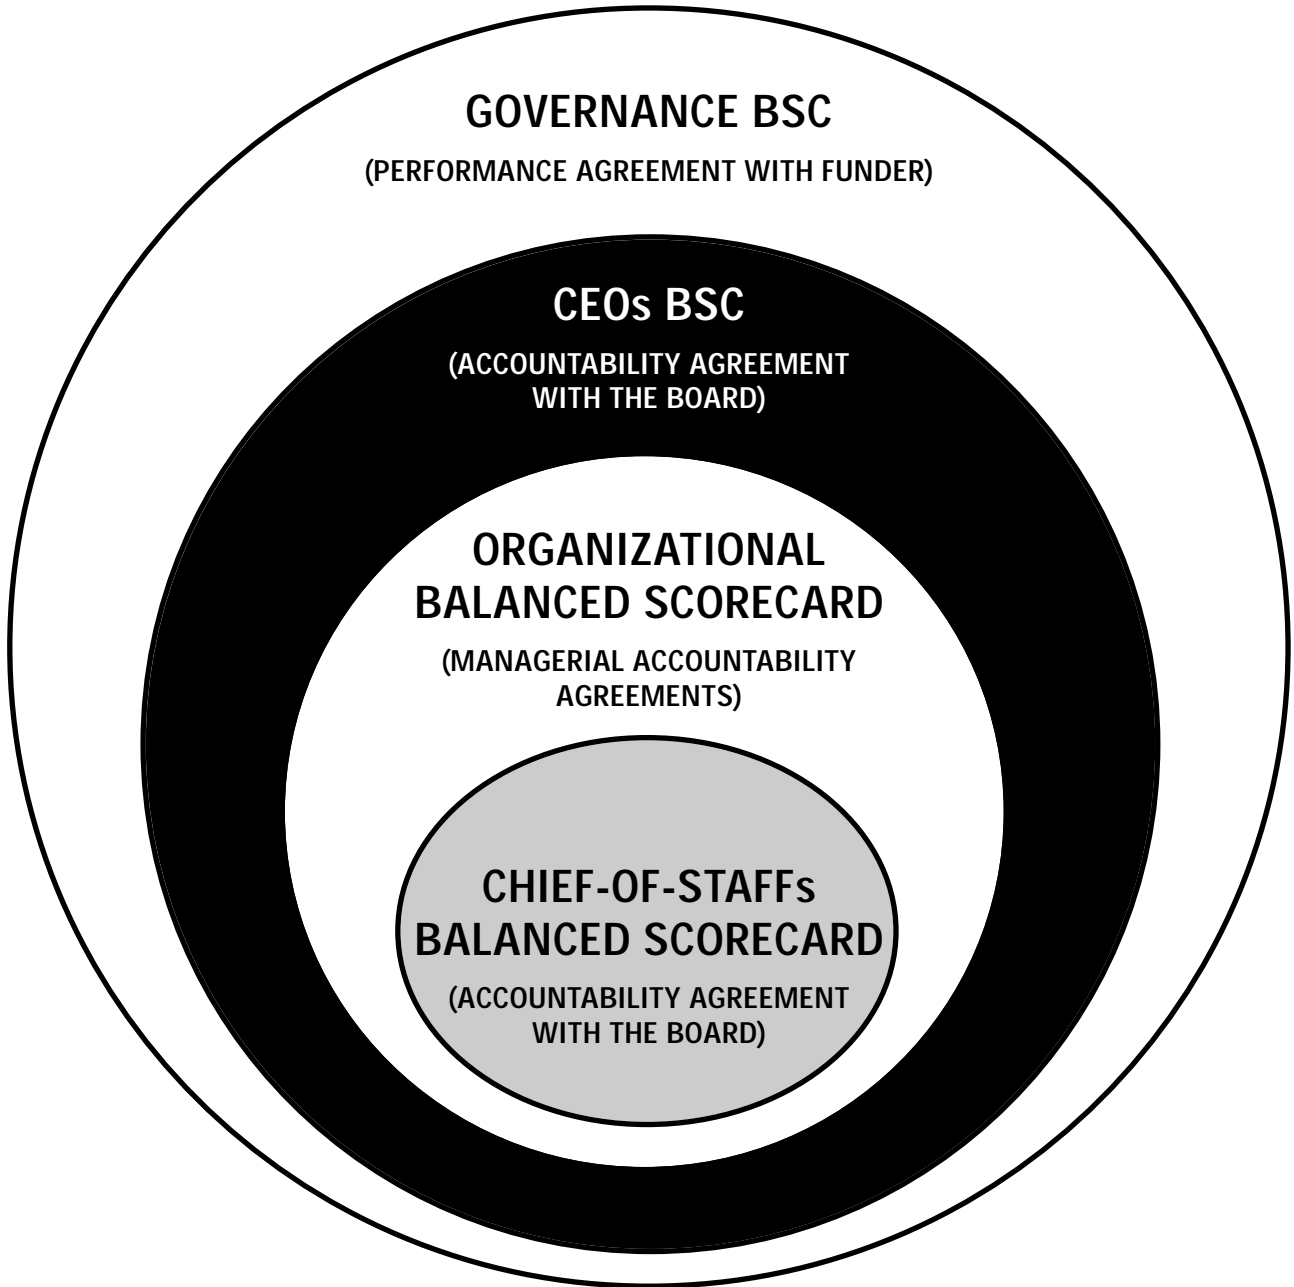 GOVERNANCE BSC
(PERFORMANCE AGREEMENT WITH FUNDER)
CEOs BSC
(ACCOUNTABILITY AGREEMENT
WITH THE BOARD)
ORGANIZATIONAL
BALANCED SCORECARD
(MANAGERIAL ACCOUNTABILITY
AGREEMENTS)
CHIEF-OF-STAFFs
BALANCED SCORECARD
(ACCOUNTABILITY AGREEMENT
WITH THE BOARD)